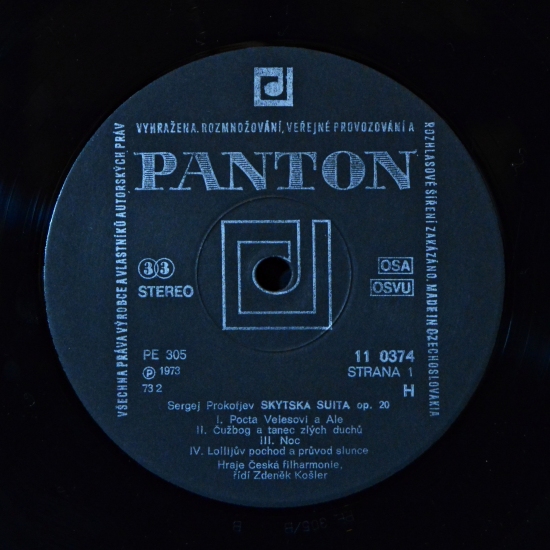 VŠECHNA PRÁVA VÝROBCE A VLASTNÍKŮ AUTORSKÝCH PRÁV
VYHRAŽENA. ROZMNOŽOVÁNÍ, VEŘEJNÉ PROVOZOVÁNÍ A
ROZHLASOVÉ ŠÍŘENÍ ZAKÁZÁNO. MADE IN CZECHOSLOVAKIA
PANTON
33
STEREO
OSA
OSVU
PE 305
11 0374
Ⓟ 1973
STRANA 1
73 2
H
Sergej Prokofjev SKYTSKA SUITA op. 20
I. Pocta Velesovi a Ale
II. Čužbog a tanec zlých duchů
III. Noc
IV. Lollijův pochod a průvod slunce
Hraje Česká filharmonie,
řídí Zdeněk Košler